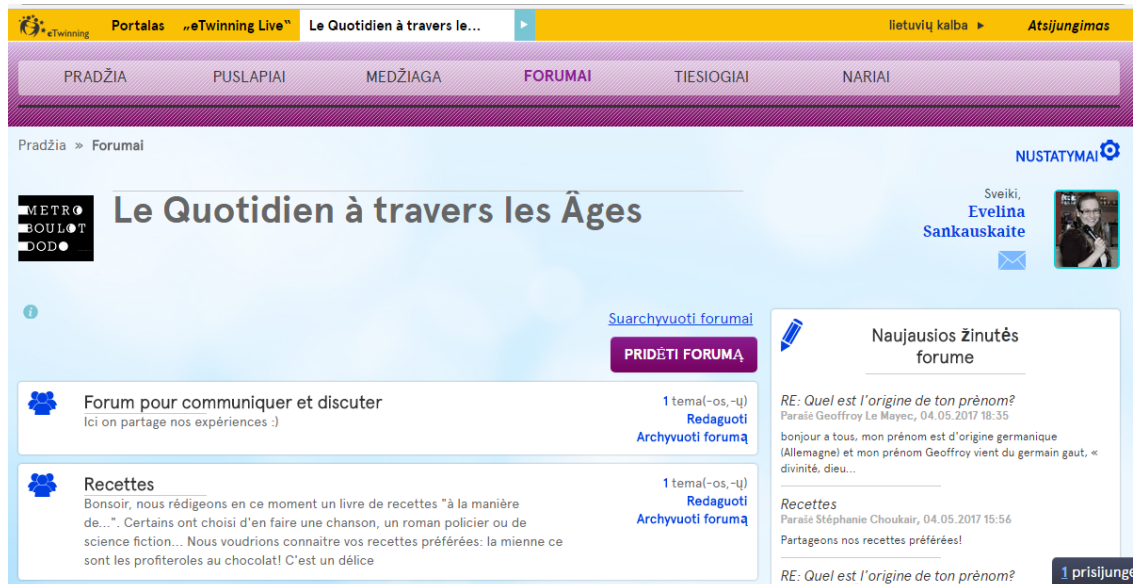 eTwinning Portalas „eTwinning Live“ Le Quotidien à travers le... lietuvių kalba Atsijungimas
PRADŽIA PUSLAPIAI MEDŽIAGA FORUMAI TIESIOGIAI NARIAI
Pradžia » Forumai
NUSTATYMAI
METRO
BOULOT
DODO
Le Quotidien à travers les Âges
Sveiki,
Evelina
Sankauskaite
Suarchyvuoti forumai
PRIDĖTI FORUMĄ
Forum pour communiquer et discuter
Ici on partage nos expériences :)
1 tema(-os,-ų)
Redaguoti
Archyvuoti forumą
Recettes
Bonsoir, nous rédigeons en ce moment un livre de recettes "à la manière
de...". Certains ont choisi d'en faire une chanson, un roman policier ou de
science fiction... Nous voudrions connaitre vos recettes préférées: la mienne ce
sont les profiteroles au chocolat! C'est un délice
1 tema(-os,-ų)
Redaguoti
Archyvuoti forumą
Naujausios žinutės
forume
RE: Quel est l'origine de ton prènom?
Parašė Geoffroy Le Mayec, 04.05.2017 18:35
bonjour a tous, mon prénom est d'origine germanique
(Allemagne) et mon prénom Geoffroy vient du germain gaut, «
divinité, dieu...
Recettes
Parašė Stéphanie Choukair, 04.05.2017 15:56
Partageons nos recettes préférées!
RE: Quel est l'origine de ton prènom?
1 prisijunge